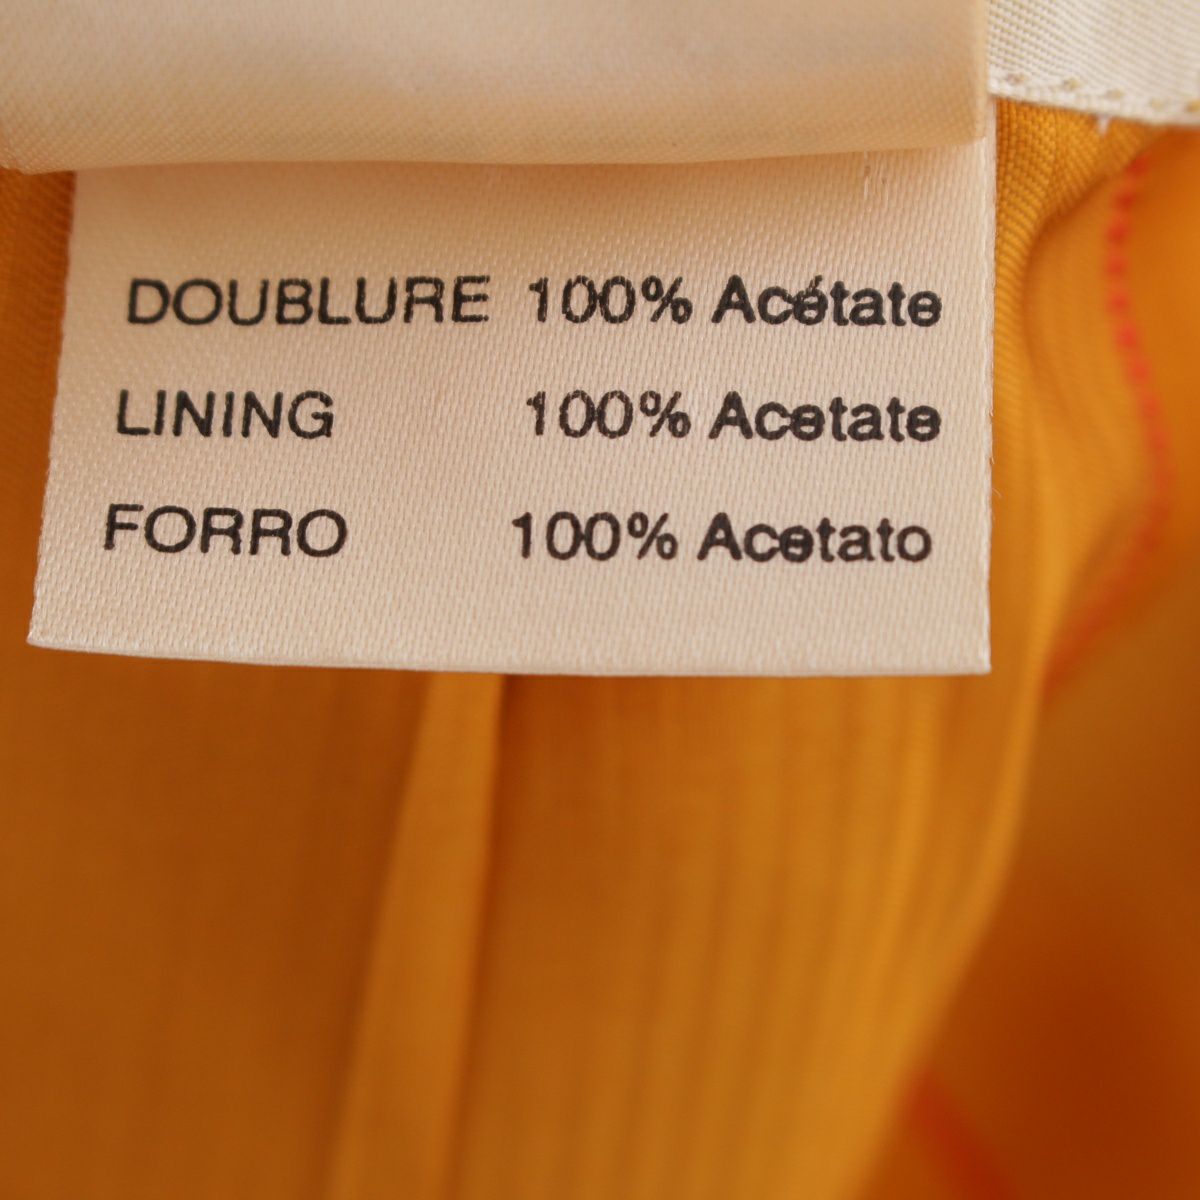 DOUBLURE 100% Acétate
LINING 100% Acetate
FORRO 100% Acetato